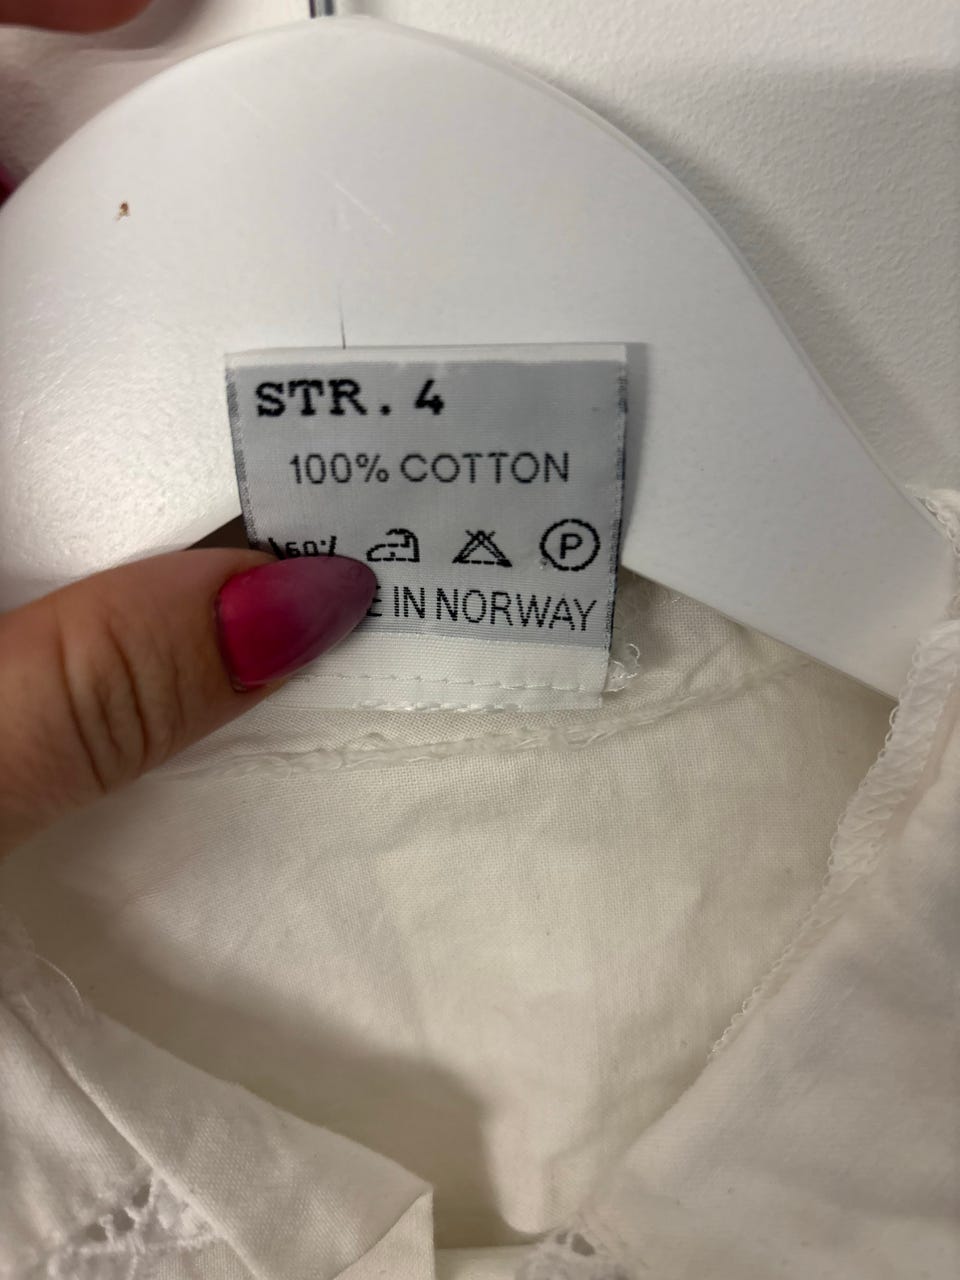 STR. 4
100% COTTON
60
P
IN NORWAY